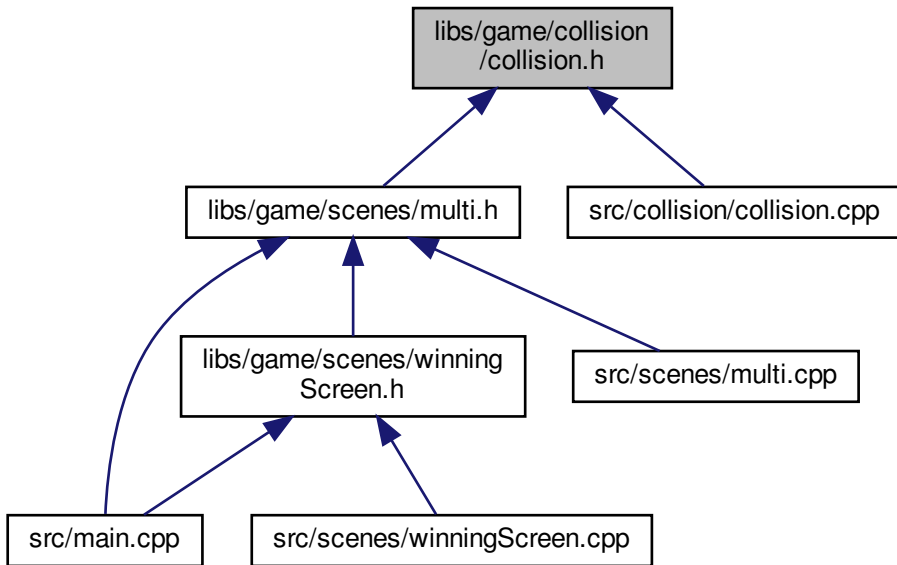 libs/game/collision
/collision.h
libs/game/scenes/multi.h
src/collision/collision.cpp
libs/game/scenes/winning
Screen.h
src/scenes/multi.cpp
src/main.cpp
src/scenes/winningScreen.cpp